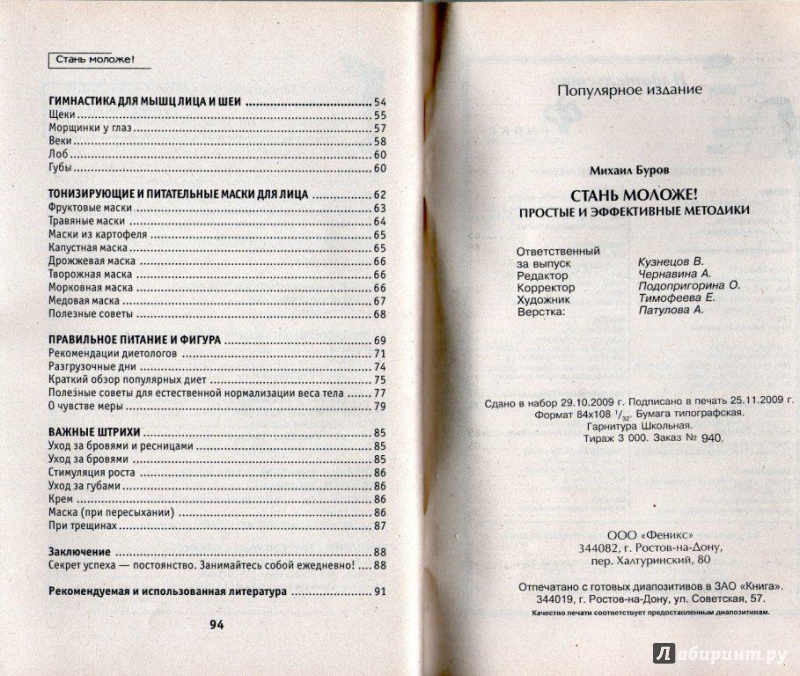 Стань моложе!
ГИМНАСТИКА ДЛЯ МЫШЦ ЛИЦА И ШЕИ 54
Щеки 55
Морщинки у глаз 57
Веки 58
Лоб 60
Губы 60
ТОНИЗИРУЮЩИЕ И ПИТАТЕЛЬНЫЕ МАСКИ ДЛЯ ЛИЦА 62
Фруктовые маски 63
Травяные маски 64
Маски из картофеля 65
Капустная маска 65
Дрожжевая маска 66
Творожная маска 66
Морковная маска 66
Медовая маска 67
Полезные советы 68
ПРАВИЛЬНОЕ ПИТАНИЕ И ФИГУРА 69
Рекомендации диетологов 71
Разгрузочные дни 74
Краткий обзор популярных диет 75
Полезные советы для естественной нормализации веса тела 77
О чувстве меры 79
ВАЖНЫЕ ШТРИХИ 85
Уход за бровями и ресницами 85
Уход за бровями 85
Стимуляция роста 86
Уход за губами 86
Крем 86
Маска (при пересыхании) 86
При трещинах 87
Заключение 88
Секрет успеха — постоянство. Занимайтесь собой ежедневно! 88
Рекомендуемая и использованная литература 91
94
Популярное издание
Михаил Буров
СТАНЬ МОЛОЖЕ!
ПРОСТЫЕ И ЭФФЕКТИВНЫЕ МЕТОДИКИ
Ответственный
за выпуск Кузнецов В.
Редактор Чернавина А.
Корректор Подопригорина О.
Художник Тимофеева Е.
Верстка: Патулова А.
Сдано в набор 29.10.2009 г. Подписано в печать 25.11.2009 г.
Формат 84х108 1/32. Бумага типографская.
Гарнитура Школьная.
Тираж 3 000. Заказ № 940.
ООО «Феникс»
344082, г. Ростов-на-Дону,
пер. Халтуринский, 80
Отпечатано с готовых диапозитивов в ЗАО «Книга».
344019, г. Ростов-на-Дону, ул. Советская, 57.
Качество печати соответствует предоставленным диапозитивам.
Лабиринт.ру